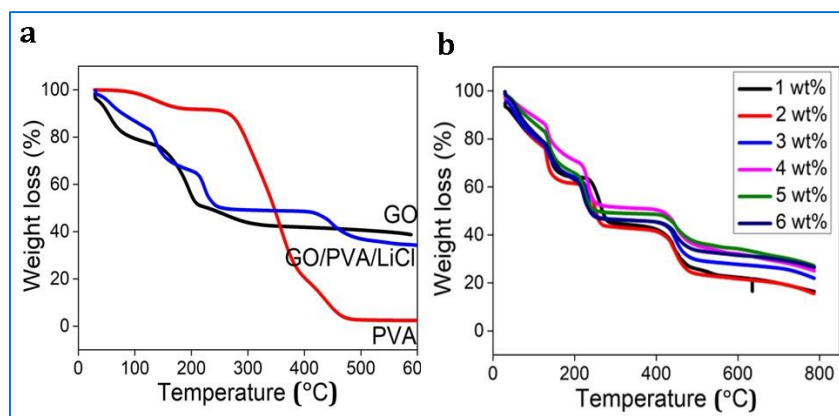 a
Weight loss (%)
100
80
60
40
20
0
GO
GO/PVA/LiCl
PVA
0 100 200 300 400 500 600
Temperature (°C)
b
Weight loss (%)
100
80
60
40
20
0
1 wt%
2 wt%
3 wt%
4 wt%
5 wt%
6 wt%
0 200 400 600 800
Temperature (°C)